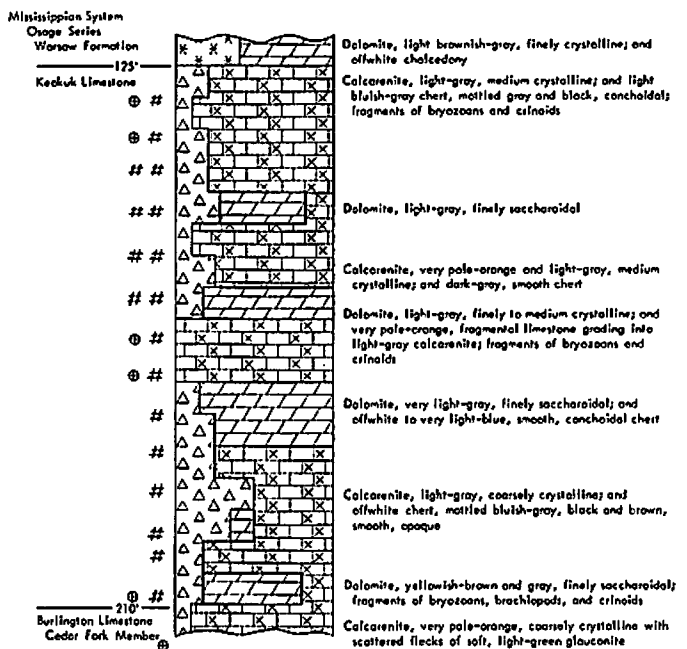 Mississippian System
Osage Series
Warsaw Formation
125'
Keokuk Limestone
Dolomite, light brownish-gray, finely crystalline; and
offwhite chalcedony
Calcarenite, light-gray, medium crystalline; and light
bluish-gray chert, mottled gray and black, conchoidal;
fragments of bryozoans and crinoids
Dolomite, light-gray, finely saccharoidal
Calcarenite, very pale-orange and light-gray, medium
crystalline; and dark-gray, smooth chert
Dolomite, light-gray, finely to medium crystalline; and
very pale-orange, fragmental limestone grading into
light-gray calcarenite; fragments of bryozoans and
crinoids
Dolomite, very light-gray, finely saccharoidal; and
offwhite to very light-blue, smooth, conchoidal chert
Calcarenite, light-gray, coarsely crystalline; and
offwhite chert, mottled bluish-gray, black and brown,
smooth, opaque
Dolomite, yellowish-brown and gray, finely saccharoidal;
fragments of bryozoans, brachiopods, and crinoids
210'
Burlington Limestone
Cedar Fork Member
Calcarenite, very pale-orange, coarsely crystalline with
scattered flecks of soft, light-green glauconite